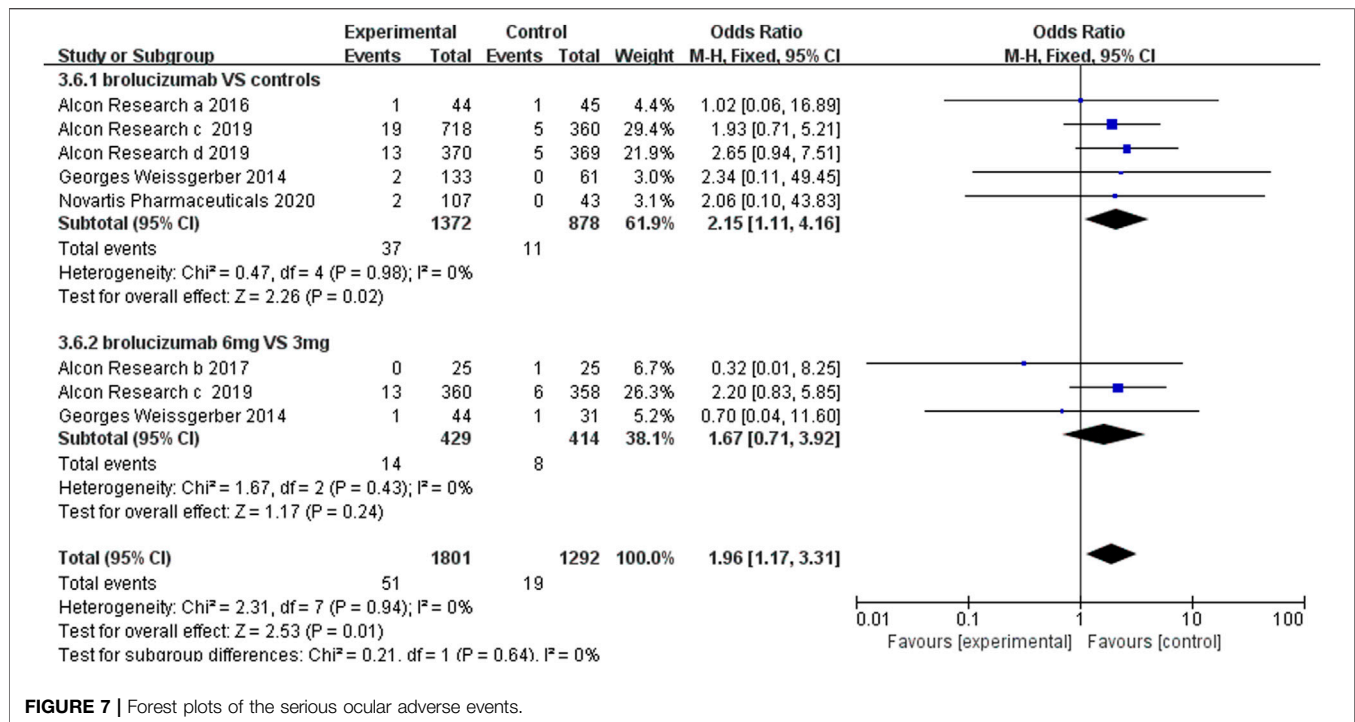 Experimental Control Odds Ratio Odds Ratio
Study or Subgroup Events Total Events Total Weight M-H, Fixed, 95% CI M-H, Fixed, 95% CI
3.6.1 brolucizumab VS controls
Alcon Research a 2016 1 44 1 45 4.4% 1.02 [0.06, 16.89]
Alcon Research c 2019 19 718 5 360 29.4% 1.93 [0.71, 5.21]
Alcon Research d 2019 13 370 5 369 21.9% 2.65 [0.94, 7.51]
Georges Weissgerber 2014 2 133 0 61 3.0% 2.34 [0.11, 49.45]
Novartis Pharmaceuticals 2020 2 107 0 43 3.1% 2.06 [0.10, 43.83]
Subtotal (95% CI) 1372 878 61.9% 2.15 [1.11, 4.16]
Total events 37 11
Heterogeneity: Chi² = 0.47, df = 4 (P = 0.98); I² = 0%
Test for overall effect: Z = 2.26 (P = 0.02)
3.6.2 brolucizumab 6mg VS 3mg
Alcon Research b 2017 0 25 1 25 6.7% 0.32 [0.01, 8.25]
Alcon Research c 2019 13 360 6 358 26.3% 2.20 [0.83, 5.85]
Georges Weissgerber 2014 1 44 1 31 5.2% 0.70 [0.04, 11.60]
Subtotal (95% CI) 429 414 38.1% 1.67 [0.71, 3.92]
Total events 14 8
Heterogeneity: Chi² = 1.67, df = 2 (P = 0.43); I² = 0%
Test for overall effect: Z = 1.17 (P = 0.24)
Total (95% CI) 1801 1292 100.0% 1.96 [1.17, 3.31]
Total events 51 19
Heterogeneity: Chi² = 2.31, df = 7 (P = 0.94); I² = 0%
Test for overall effect: Z = 2.53 (P = 0.01)
Test for subgroup differences: Chi² = 0.21, df = 1 (P = 0.64), I² = 0%
0.01 0.1 1 10 100
Favours [experimental] Favours [control]
FIGURE 7 | Forest plots of the serious ocular adverse events.